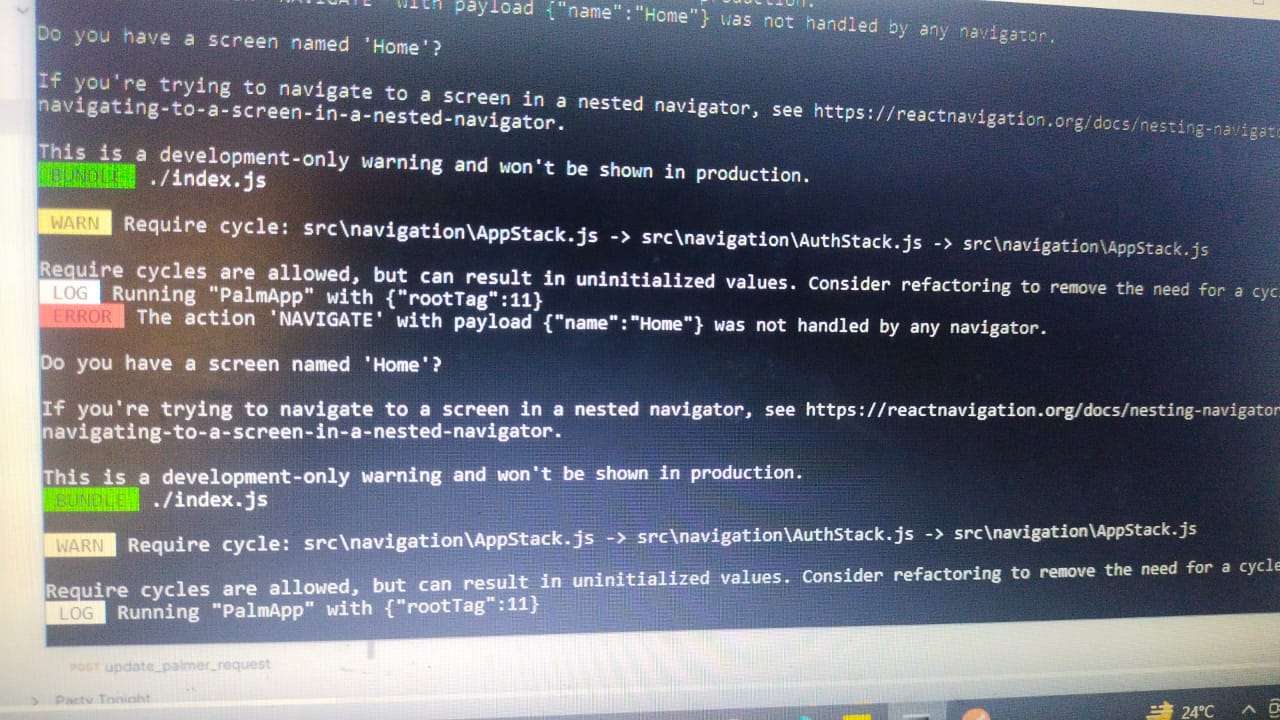 with payload {"name":"Home"} was not handled by any navigator.
Do you have a screen named 'Home'?
If you're trying to navigate to a screen in a nested navigator, see https://reactnavigation.org/docs/nesting-navigat
navigating-to-a-screen-in-a-nested-navigator.
This is a development-only warning and won't be shown in production.
BUNDLE ./index.js
WARN Require cycle: src\navigation\AppStack.js -> src\navigation\AuthStack.js -> src\navigation\AppStack.js
Require cycles are allowed, but can result in uninitialized values. Consider refactoring to remove the need for a cyc
LOG Running "PalmApp" with {"rootTag":11}
ERROR The action 'NAVIGATE' with payload {"name":"Home"} was not handled by any navigator.
Do you have a screen named 'Home'?
If you're trying to navigate to a screen in a nested navigator, see https://reactnavigation.org/docs/nesting-navigator
navigating-to-a-screen-in-a-nested-navigator.
This is a development-only warning and won't be shown in production.
BUNDLE ./index.js
WARN Require cycle: src\navigation\AppStack.js -> src\navigation\AuthStack.js -> src\navigation\AppStack.js
Require cycles are allowed, but can result in uninitialized values. Consider refactoring to remove the need for a cycle
LOG Running "PalmApp" with {"rootTag":11}
POST update_palmer_request
Party Tonight
24°C